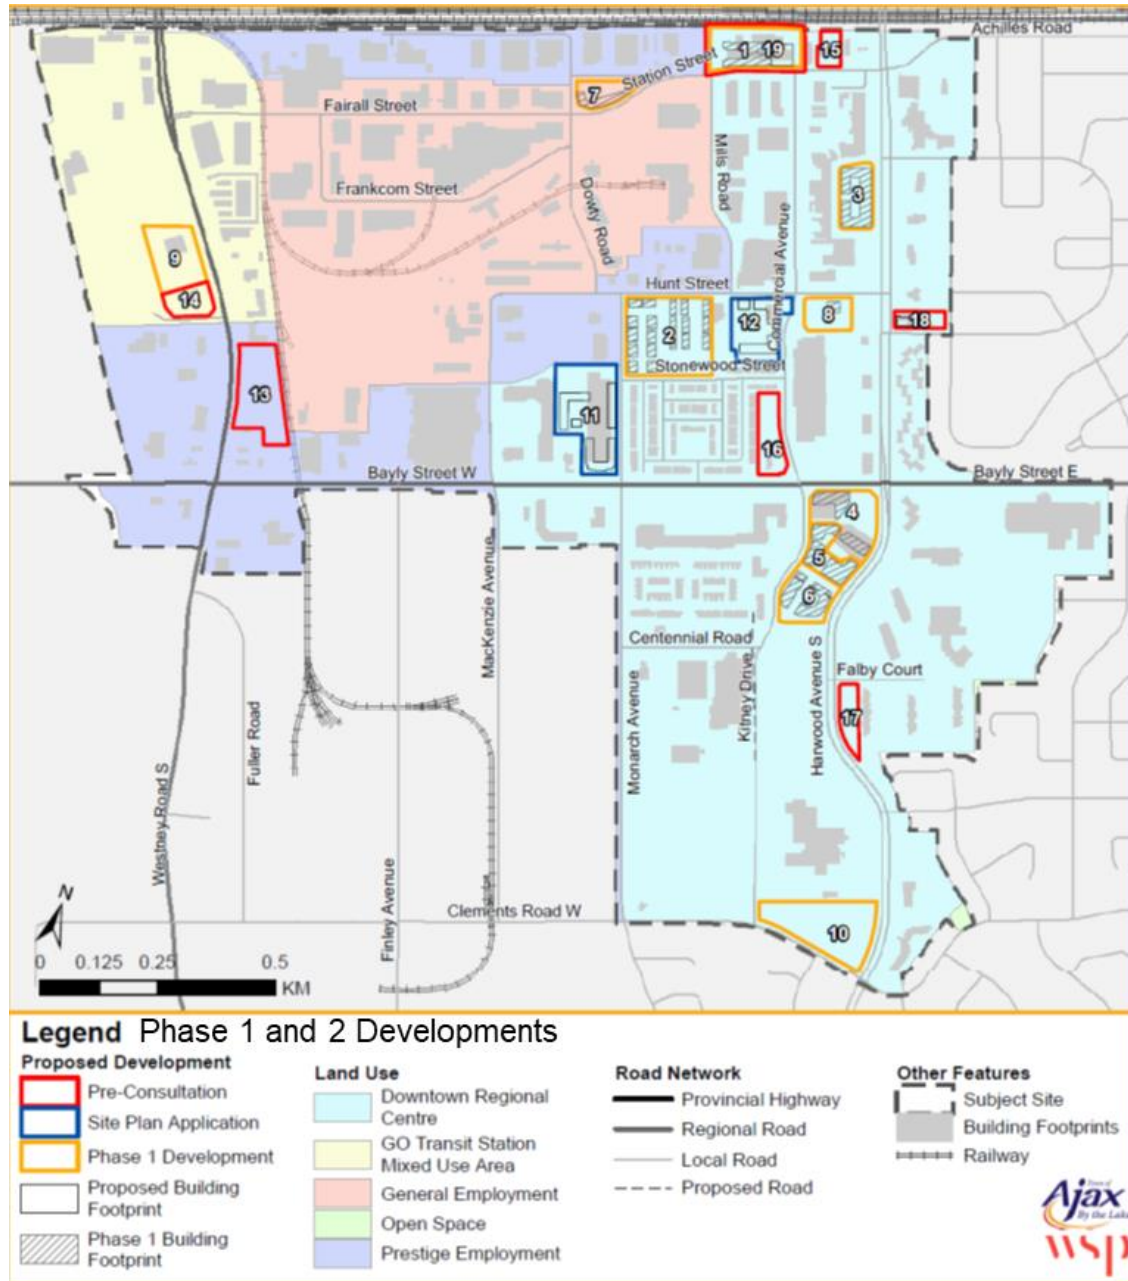 Achilles Road
1 19
15
Station Street
7
Fairall Street
Mills Road
3
Frankcom Street
Dowty Road
Commercial Avenue
9
Hunt Street
14
2
12
8
18
Stonewood Street
13
11
16
Bayly Street W
Bayly Street E
4
5
6
MacKenzie Avenue
Centennial Road
Falby Court
Kitney Drive
Harwood Avenue S
17
Monarch Avenue
Fuller Road
Westney Road S
N
Finley Avenue
Clements Road W
10
0 0.125 0.25 0.5
KM
Legend Phase 1 and 2 Developments
Proposed Development
Pre-Consultation
Site Plan Application
Phase 1 Development
Proposed Building
Footprint
Phase 1 Building
Footprint
Land Use
Downtown Regional
Centre
GO Transit Station
Mixed Use Area
General Employment
Open Space
Prestige Employment
Road Network
Provincial Highway
Regional Road
Local Road
Proposed Road
Other Features
Subject Site
Building Footprints
Railway
Town of
Ajax
By the Lake
wsp